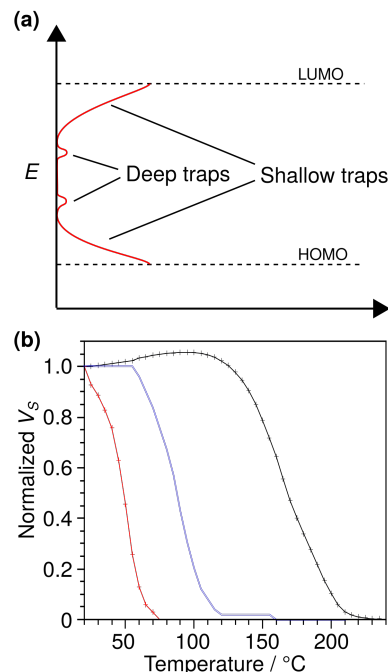 (a)
LUMO
E
Deep traps
Shallow traps
HOMO
(b)
Normalized Vs
1.0
0.8
0.6
0.4
0.2
0
50
100
150
200
Temperature / °C